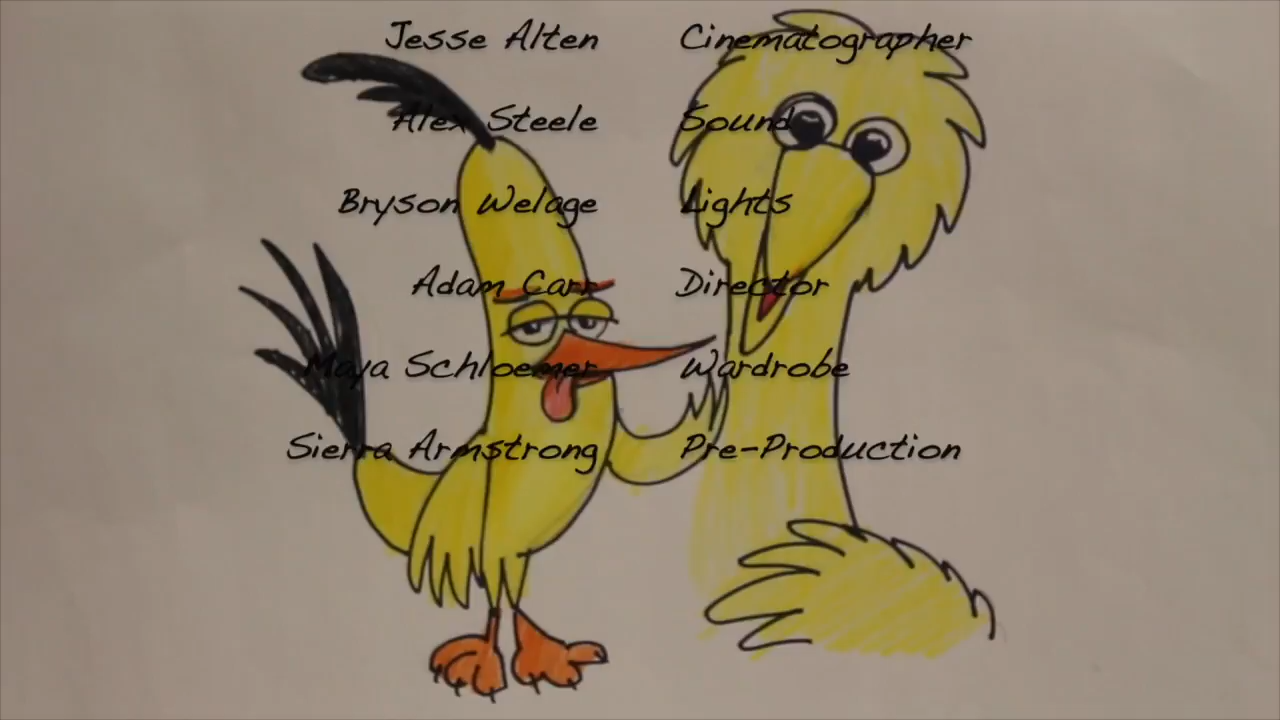 Jesse Alten Cinematographer
Alex Steele Sound
Bryson Welage Lights
Adam Carr Director
Maya Schloemer Wardrobe
Sierra Armstrong Pre-Production